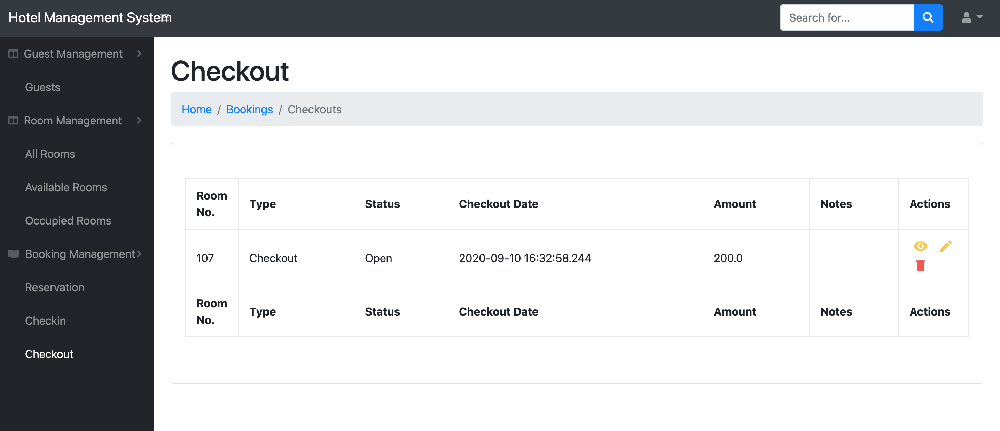 Hotel Management System
Search for...
Guest Management
Guests
Room Management
All Rooms
Available Rooms
Occupied Rooms
Booking Management
Reservation
Checkin
Checkout
Checkout
Home / Bookings / Checkouts
Room No. Type Status Checkout Date Amount Notes Actions
107 Checkout Open 2020-09-10 16:32:58.244 200.0
Room No. Type Status Checkout Date Amount Notes Actions